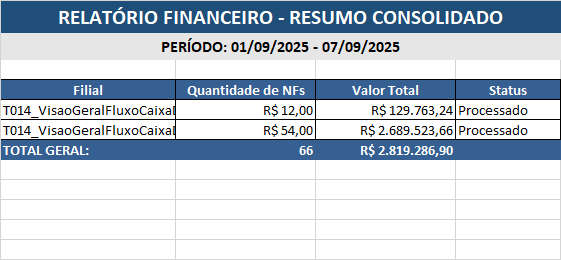 RELATÓRIO FINANCEIRO - RESUMO CONSOLIDADO
PERÍODO: 01/09/2025 - 07/09/2025
Filial Quantidade de NFs Valor Total Status
T014_VisaoGeralFluxoCaixaD R$ 12,00 R$ 129.763,24 Processado
T014_VisaoGeralFluxoCaixaD R$ 54,00 R$ 2.689.523,66 Processado
TOTAL GERAL: 66 R$ 2.819.286,90